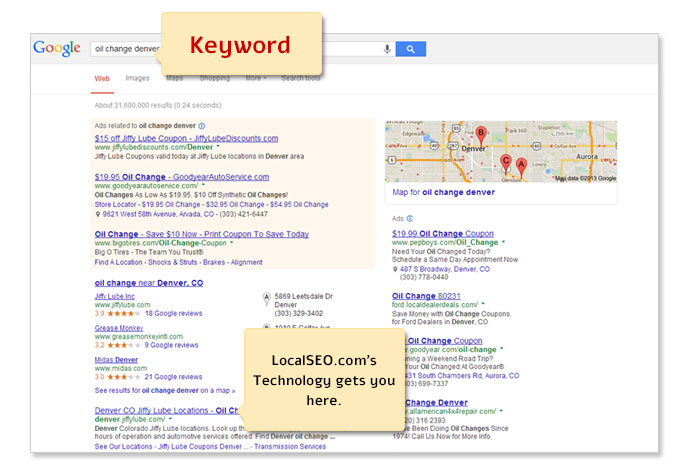 Google
oil change denver
Keyword
Web Images Maps Shopping More Search tools
About 31,600,000 results (0.24 seconds)
Ads related to oil change denver
$15 off Jiffy Lube Coupon - JiffyLubeDiscounts.com
www.jiffylubediscounts.com/Denver
Jiffy Lube Coupons valid today at Jiffy Lube locations in Denver area
$19.95 Oil Change - GoodyearAutoService.com
www.goodyearautoservice.com/
Oil Changes As Low As $19.95. $10 Off Synthetic Oil Changes!
Store Locator - $19.95 Oil Change - $32.95 Oil Change - $54.95 Oil Change
9612 West 58th Avenue, Arvada, CO - (303) 421-6447
Oil Change - Save $10 Now - Print Coupon To Save Today
www.bigotires.com/Oil-Change-Coupon
Big O Tires - The Team You Trust®
Find A Location - Shocks & Struts - Brakes - Alignment
oil change near Denver, CO
Jiffy Lube Inc
www.jiffylube.com
3.9 18 Google reviews
A 5869 Leetsdale Dr
Denver
(303) 329-3402
Grease Monkey
www.greasemonkeyintl.com
3.2 9 Google reviews
B
Midas Denver
www.midas.com
3.0 21 Google reviews
See results for oil change denver on a map »
LocalSEO.com's
Technology gets you
here.
Denver CO Jiffy Lube Locations - Oil
denver.jiffylube.com/
Denver Colorado Jiffy Lube locations. Look up
hours of operation and automotive services offered. Find Denver oil change ...
See Our Locations - Jiffy Lube Coupons Denver ... - Transmission
Park Hill
Stapleton
Denver
Aurora
Glendale
B
C
A
Map data ©2013 Google
Map for oil change denver
Ads
$19.99 Oil Change Coupon
www.pepboys.com/Oil_Change
Need Your Oil Changed Today?
Schedule a Same Day Appointment Now
487 S Broadway, Denver, CO
(303) 778-0440
Oil Change 80231
ford.localdealerdeals.com/
Save Money with Oil Change Coupons
for Ford Dealers in Denver, CO.
Oil Change Coupon
www.goodyear.com/oil-change
Planning a Weekend Road Trip?
Your Oil Changed At Goodyear®
South Chambers Rd, Aurora, CO
699-7337
Change Denver
www.allamerican4x4repair.com/
316 2393
Been Doing Oil Changes Since
1974! Call Us Now for More Info.